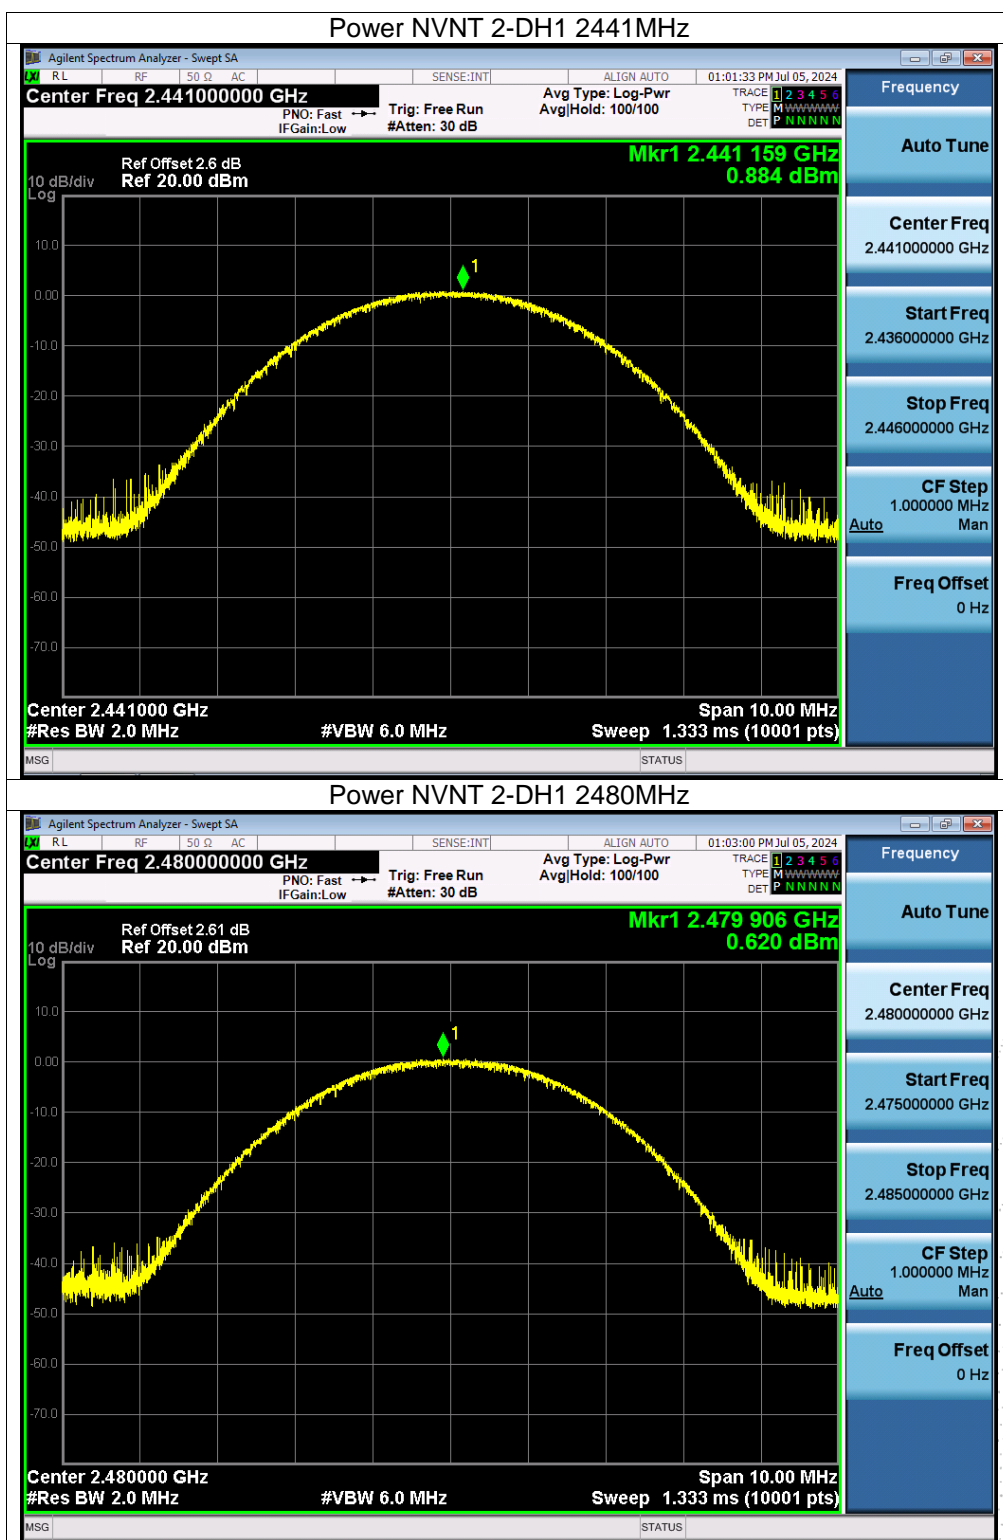 Power NVNT 2-DH1 2441MHz
Agilent Spectrum Analyzer - Swept SA
LXI RL RF 50 Ω AC SENSE:INT ALIGN AUTO 01:01:33 PM Jul 05, 2024
Center Freq 2.441000000 GHz
PNO: Fast
IFGain:Low
Trig: Free Run
#Atten: 30 dB
Avg Type: Log-Pwr
Avg|Hold: 100/100
TRACE 1 2 3 4 5 6
TYPE M W W W W W
DET P N N N N N
Ref Offset 2.6 dB
Ref 20.00 dBm
10 dB/div
Log
Mkr1 2.441 159 GHz
0.884 dBm
1
10.0
0.00
-10.0
-20.0
-30.0
-40.0
-50.0
-60.0
-70.0
Center 2.441000 GHz
Span 10.00 MHz
#Res BW 2.0 MHz
#VBW 6.0 MHz
Sweep 1.333 ms (10001 pts)
MSG
STATUS
Frequency
Auto Tune
Center Freq
2.441000000 GHz
Start Freq
2.436000000 GHz
Stop Freq
2.446000000 GHz
CF Step
1.000000 MHz
Auto Man
Freq Offset
0 Hz
Power NVNT 2-DH1 2480MHz
Agilent Spectrum Analyzer - Swept SA
LXI RL RF 50 Ω AC SENSE:INT ALIGN AUTO 01:03:00 PM Jul 05, 2024
Center Freq 2.480000000 GHz
PNO: Fast
IFGain:Low
Trig: Free Run
#Atten: 30 dB
Avg Type: Log-Pwr
Avg|Hold: 100/100
TRACE 1 2 3 4 5 6
TYPE M W W W W W
DET P N N N N N
Ref Offset 2.61 dB
Ref 20.00 dBm
10 dB/div
Log
Mkr1 2.479 906 GHz
0.620 dBm
1
10.0
0.00
-10.0
-20.0
-30.0
-40.0
-50.0
-60.0
-70.0
Center 2.480000 GHz
Span 10.00 MHz
#Res BW 2.0 MHz
#VBW 6.0 MHz
Sweep 1.333 ms (10001 pts)
MSG
STATUS
Frequency
Auto Tune
Center Freq
2.480000000 GHz
Start Freq
2.475000000 GHz
Stop Freq
2.485000000 GHz
CF Step
1.000000 MHz
Auto Man
Freq Offset
0 Hz